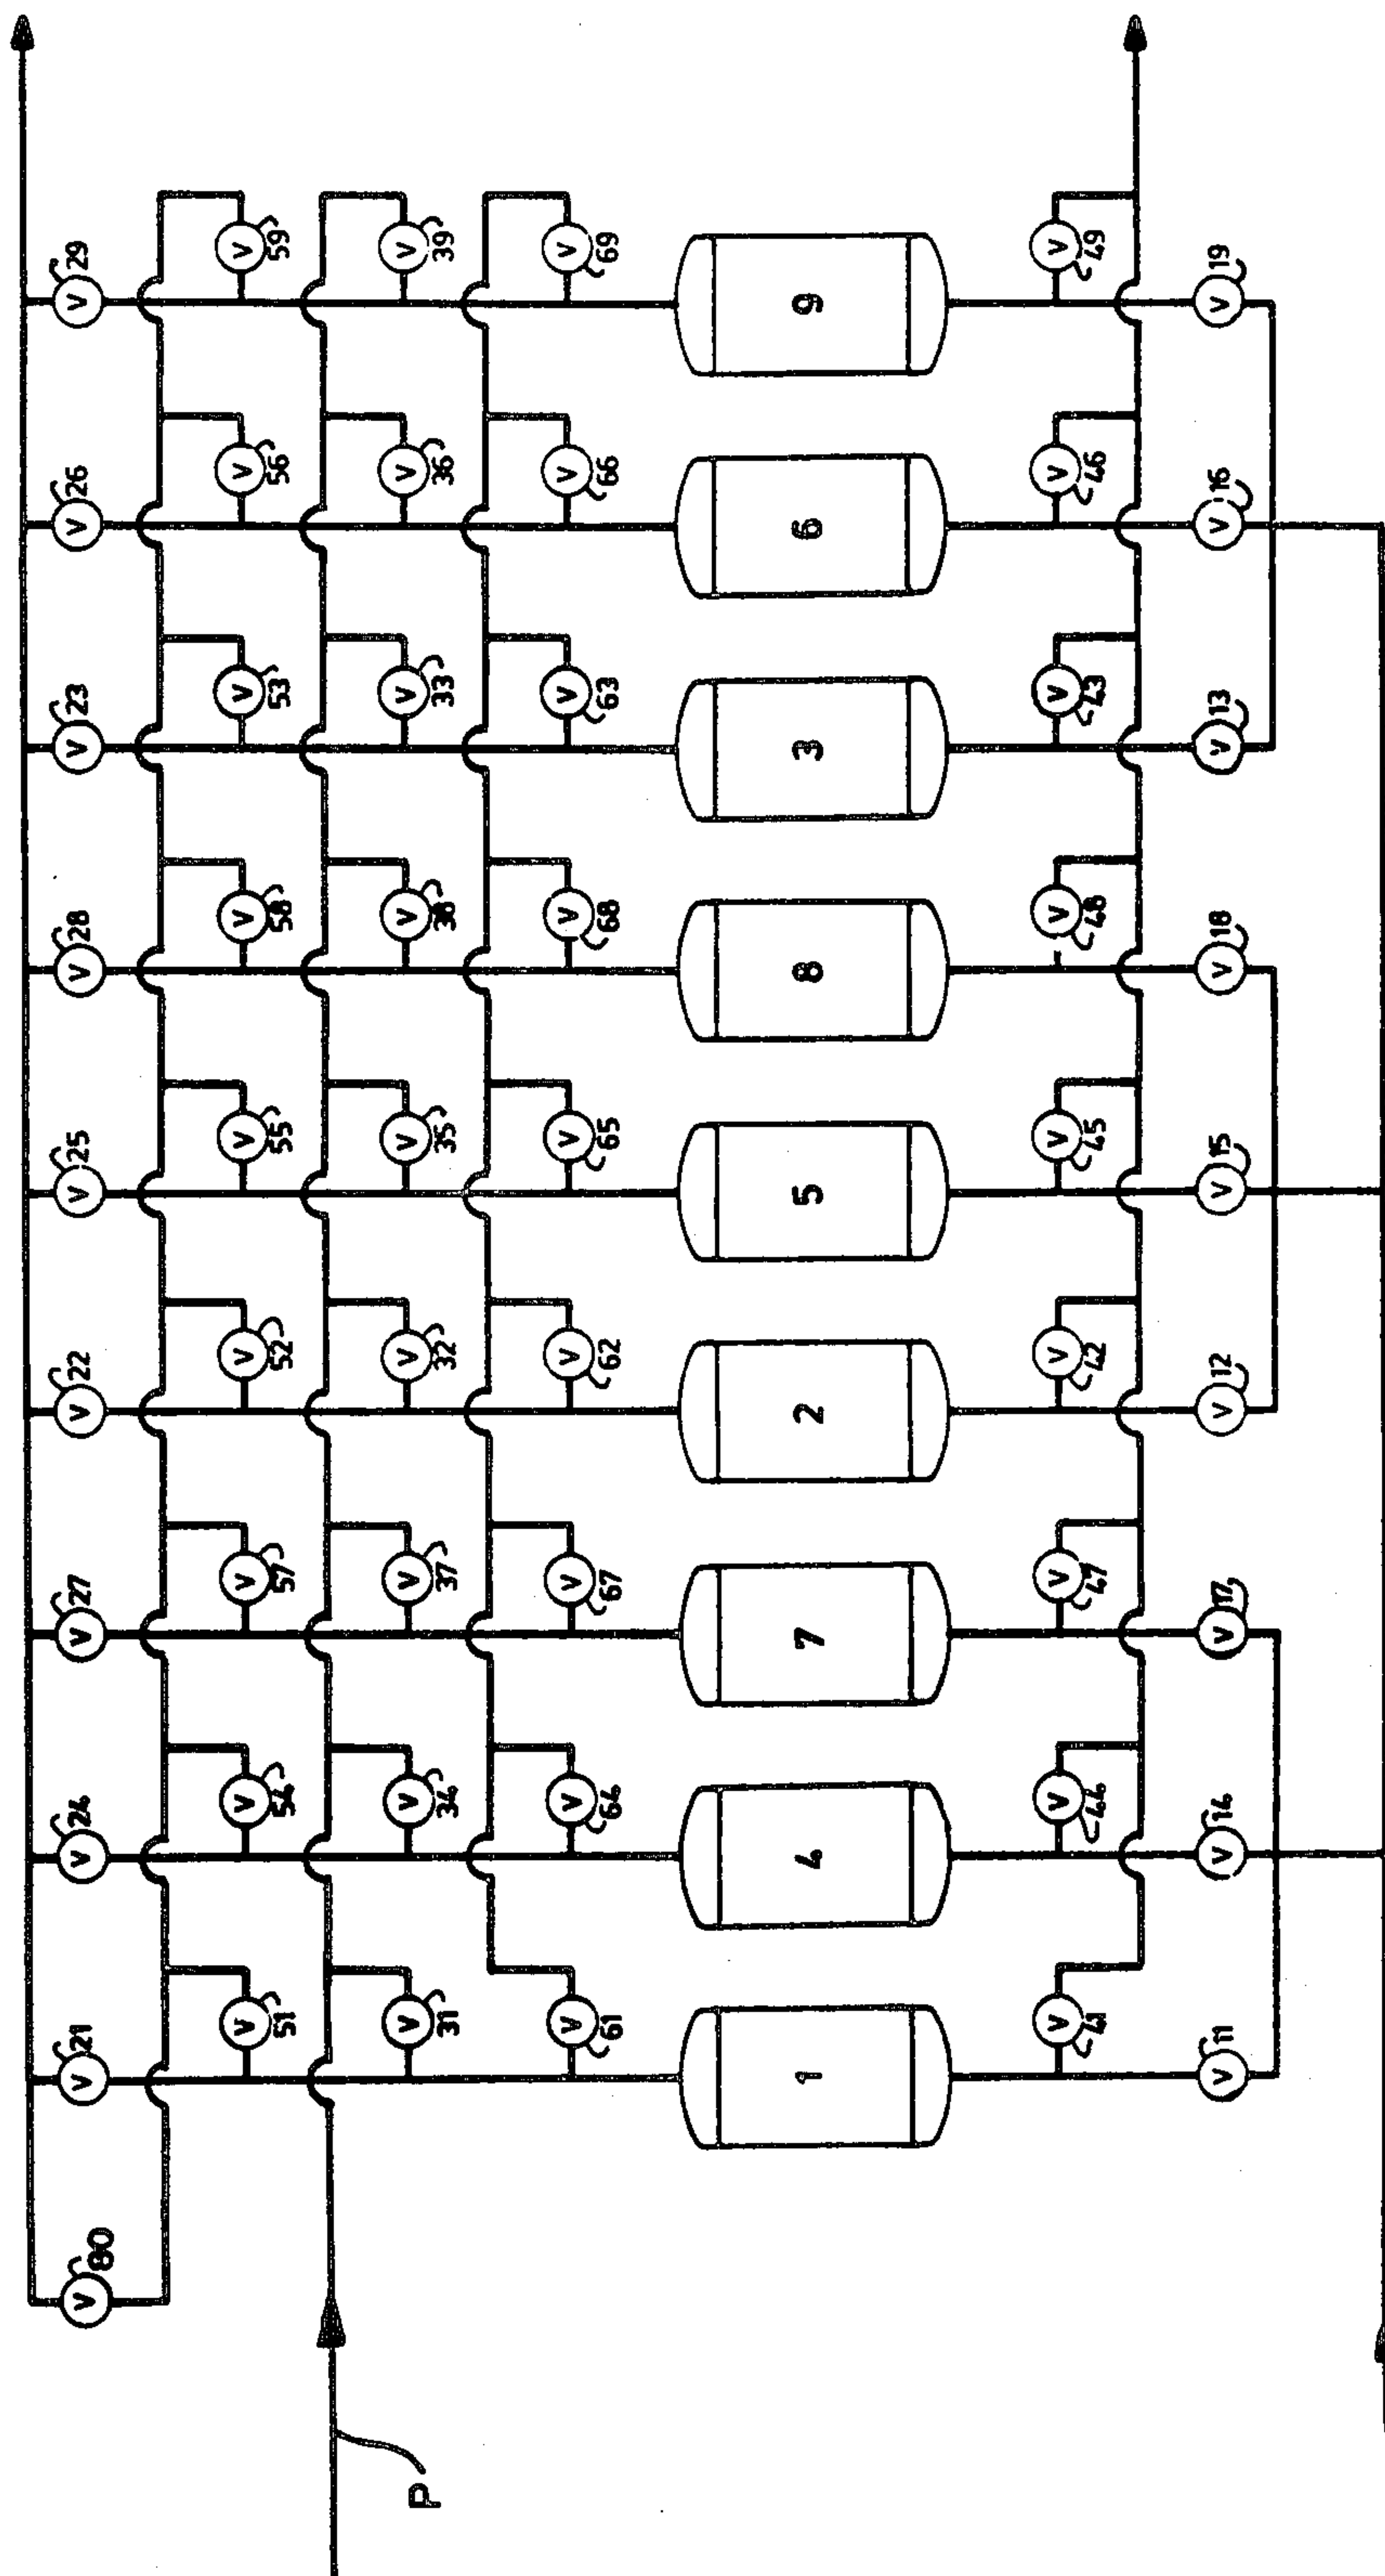 V 80 V 21 V 24 V 27 V 22 V 25 V 28 V 23 V 26 V 29
V 51 V 54 V 57 V 52 V 55 V 58 V 53 V 56 V 59
P
V 31 V 34 V 37 V 32 V 35 V 38 V 33 V 36 V 39
V 61 V 64 V 67 V 62 V 65 V 68 V 63 V 66 V 69
1 4 7 2 5 8 3 6 9
V 41 V 44 V 47 V 42 V 45 V 48 V 43 V 46 V 49
V 11 V 14 V 17 V 12 V 15 V 18 V 13 V 16 V 19